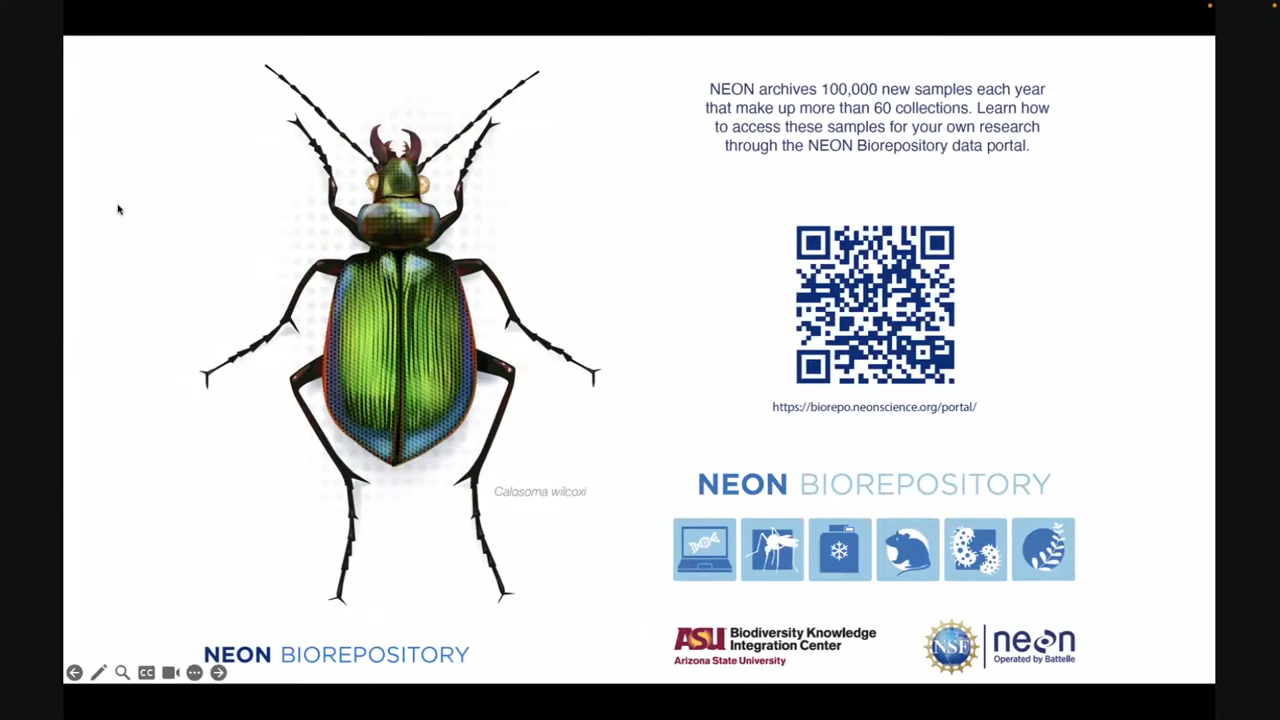 NEON archives 100,000 new samples each year
that make up more than 60 collections. Learn how
to access these samples for your own research
through the NEON Biorepository data portal.
https://biorepo.neonscience.org/portal/
Calosoma wilcoxi
NEON BIOREPOSITORY
NEON BIOREPOSITORY
ASU Biodiversity Knowledge
Integration Center
Arizona State University
NSF
neon
Operated by Battelle
CC